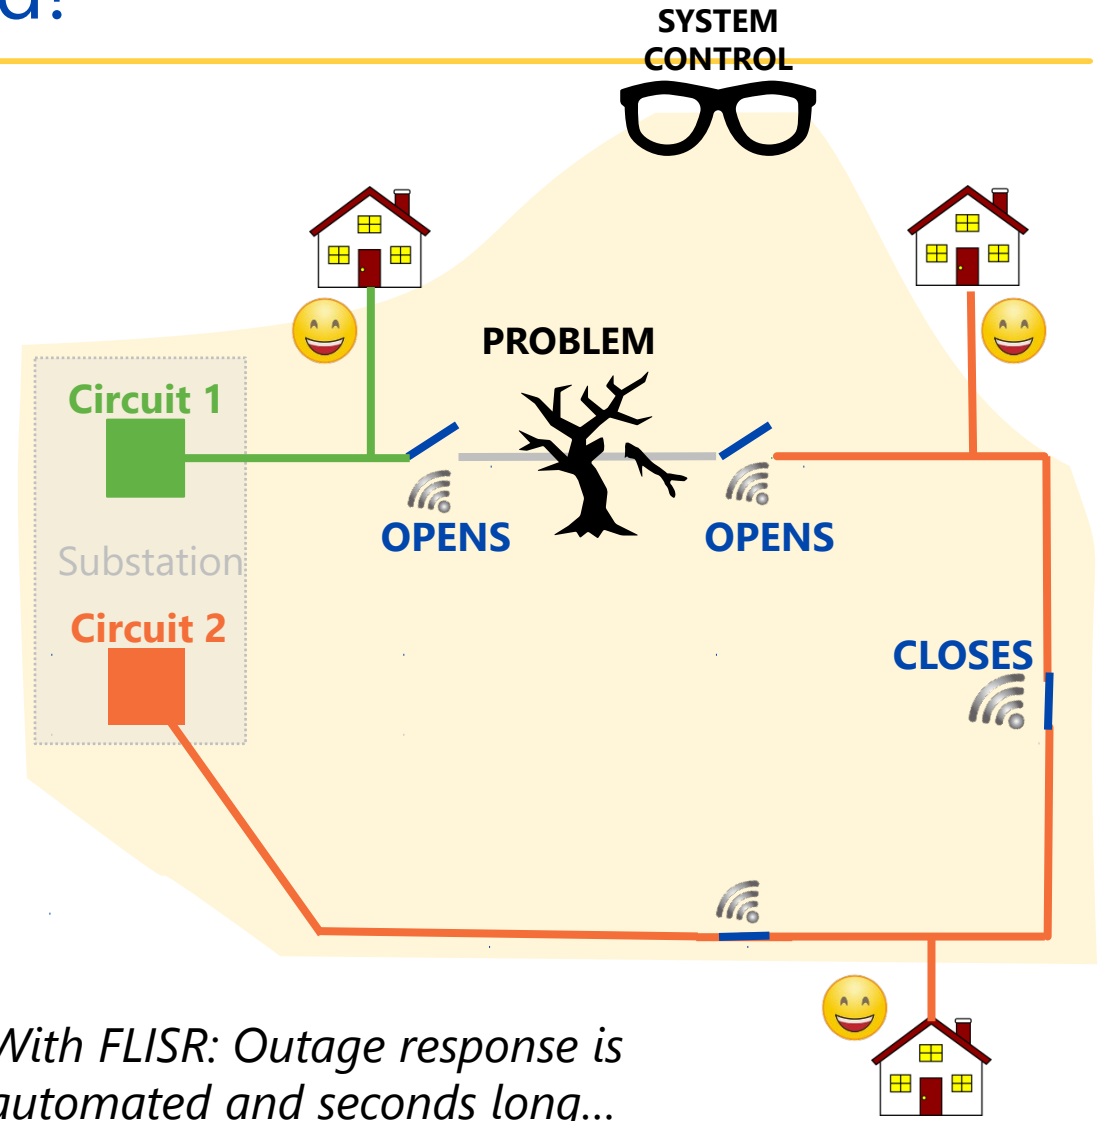 d?
SYSTEM
CONTROL
PROBLEM
Circuit 1
OPENS
OPENS
Substation
Circuit 2
CLOSES
With FLISR: Outage response is
automated and seconds long...